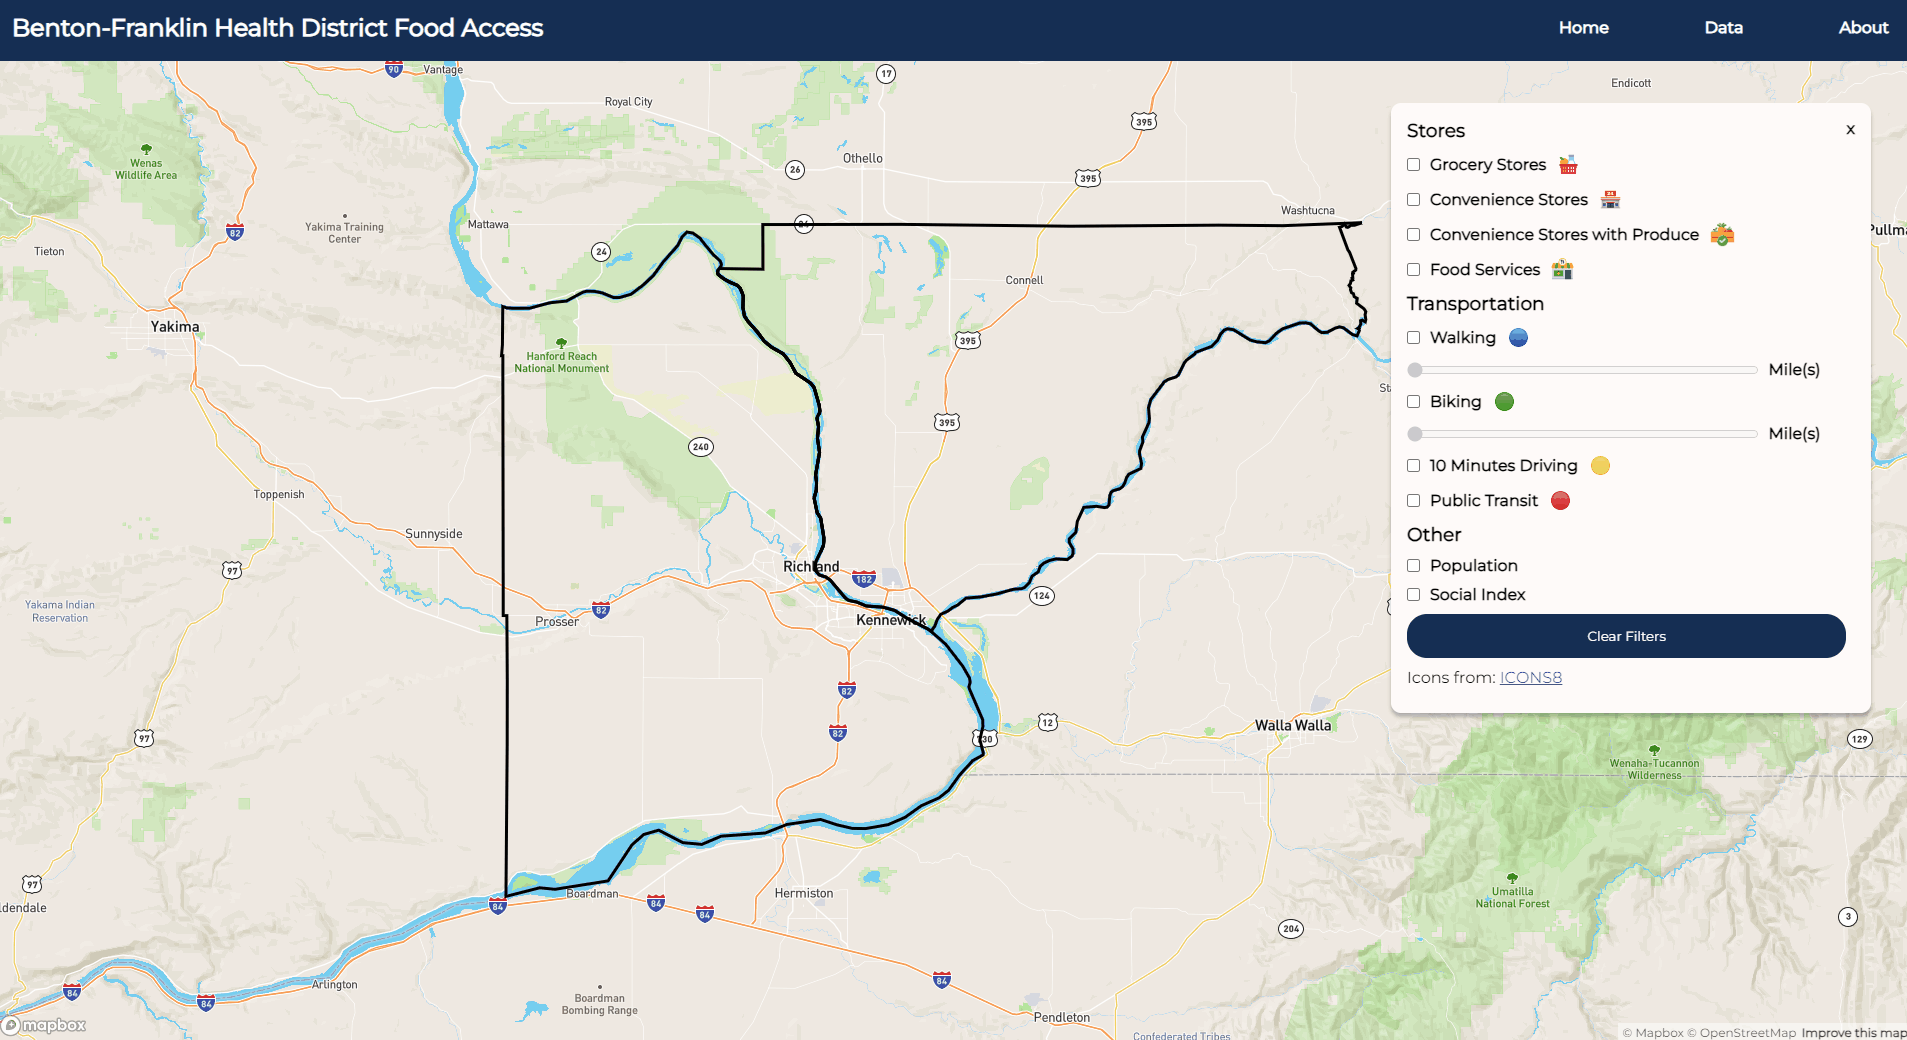 Benton-Franklin Health District Food Access
Home
Data
About
90
Vantage
17
Endicott
Royal City
395
Stores
x
Grocery Stores
Convenience Stores
Convenience Stores with Produce
Food Services
Transportation
Walking
Mile(s)
Biking
Mile(s)
10 Minutes Driving
Public Transit
Other
Population
Social Index
Clear Filters
Icons from: ICONS8
Wenas
Wildlife Area
Othello
26
395
Washtucna
Mattawa
Yakima Training
Center
82
Tieton
24
24
Connell
Yakima
395
Hanford Reach
National Monument
395
240
Toppenish
Sunnyside
97
Richland
182
124
Yakama Indian
Reservation
82
Prosser
Kennewick
82
82
12
Walla Walla
97
129
Wenaha-Tucannon
Wilderness
97
Boardman
Hermiston
84
84
84
Umatilla
National Forest
204
3
Arlington
84
84
84
Boardman
Bombing Range
Pendleton
Confederated Tribes
mapbox
© Mapbox © OpenStreetMap Improve this map